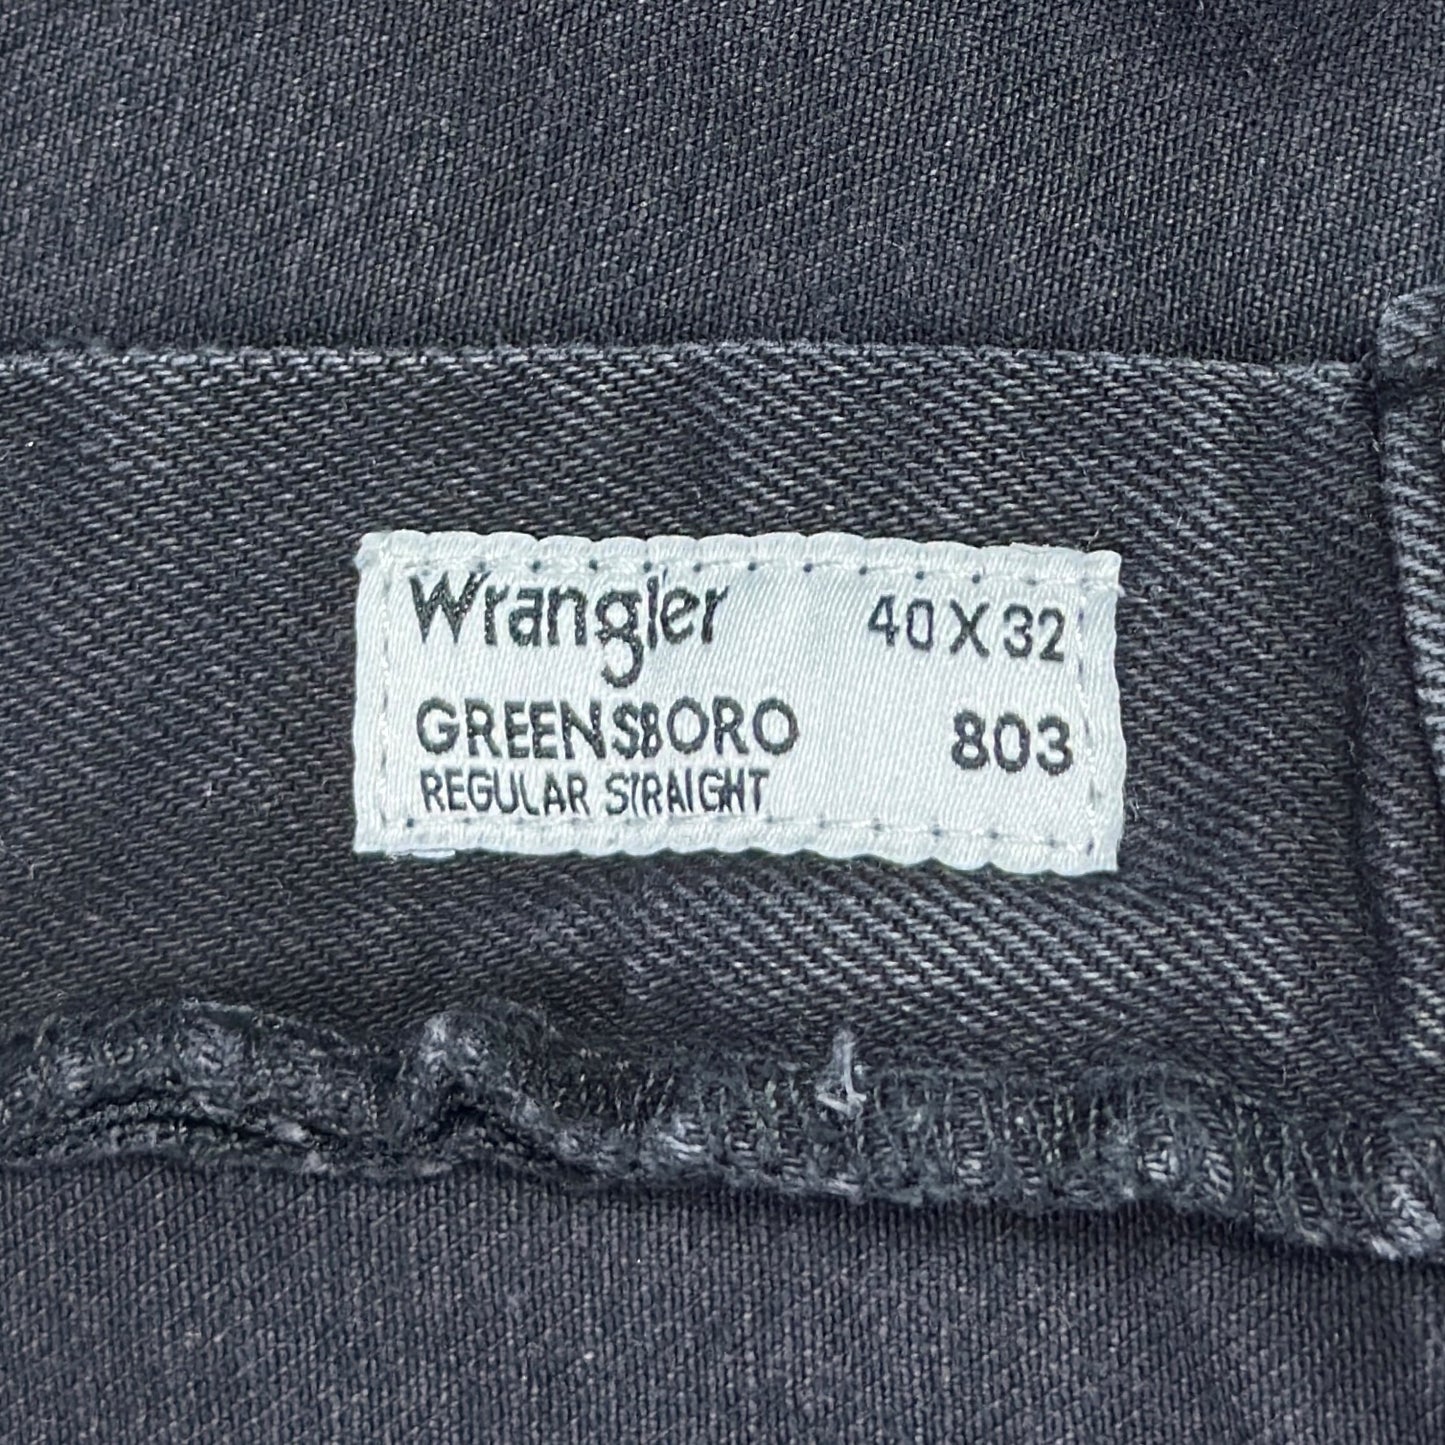 Wrangler 40 X 32
GREENSBORO 803
REGULAR STRAIGHT